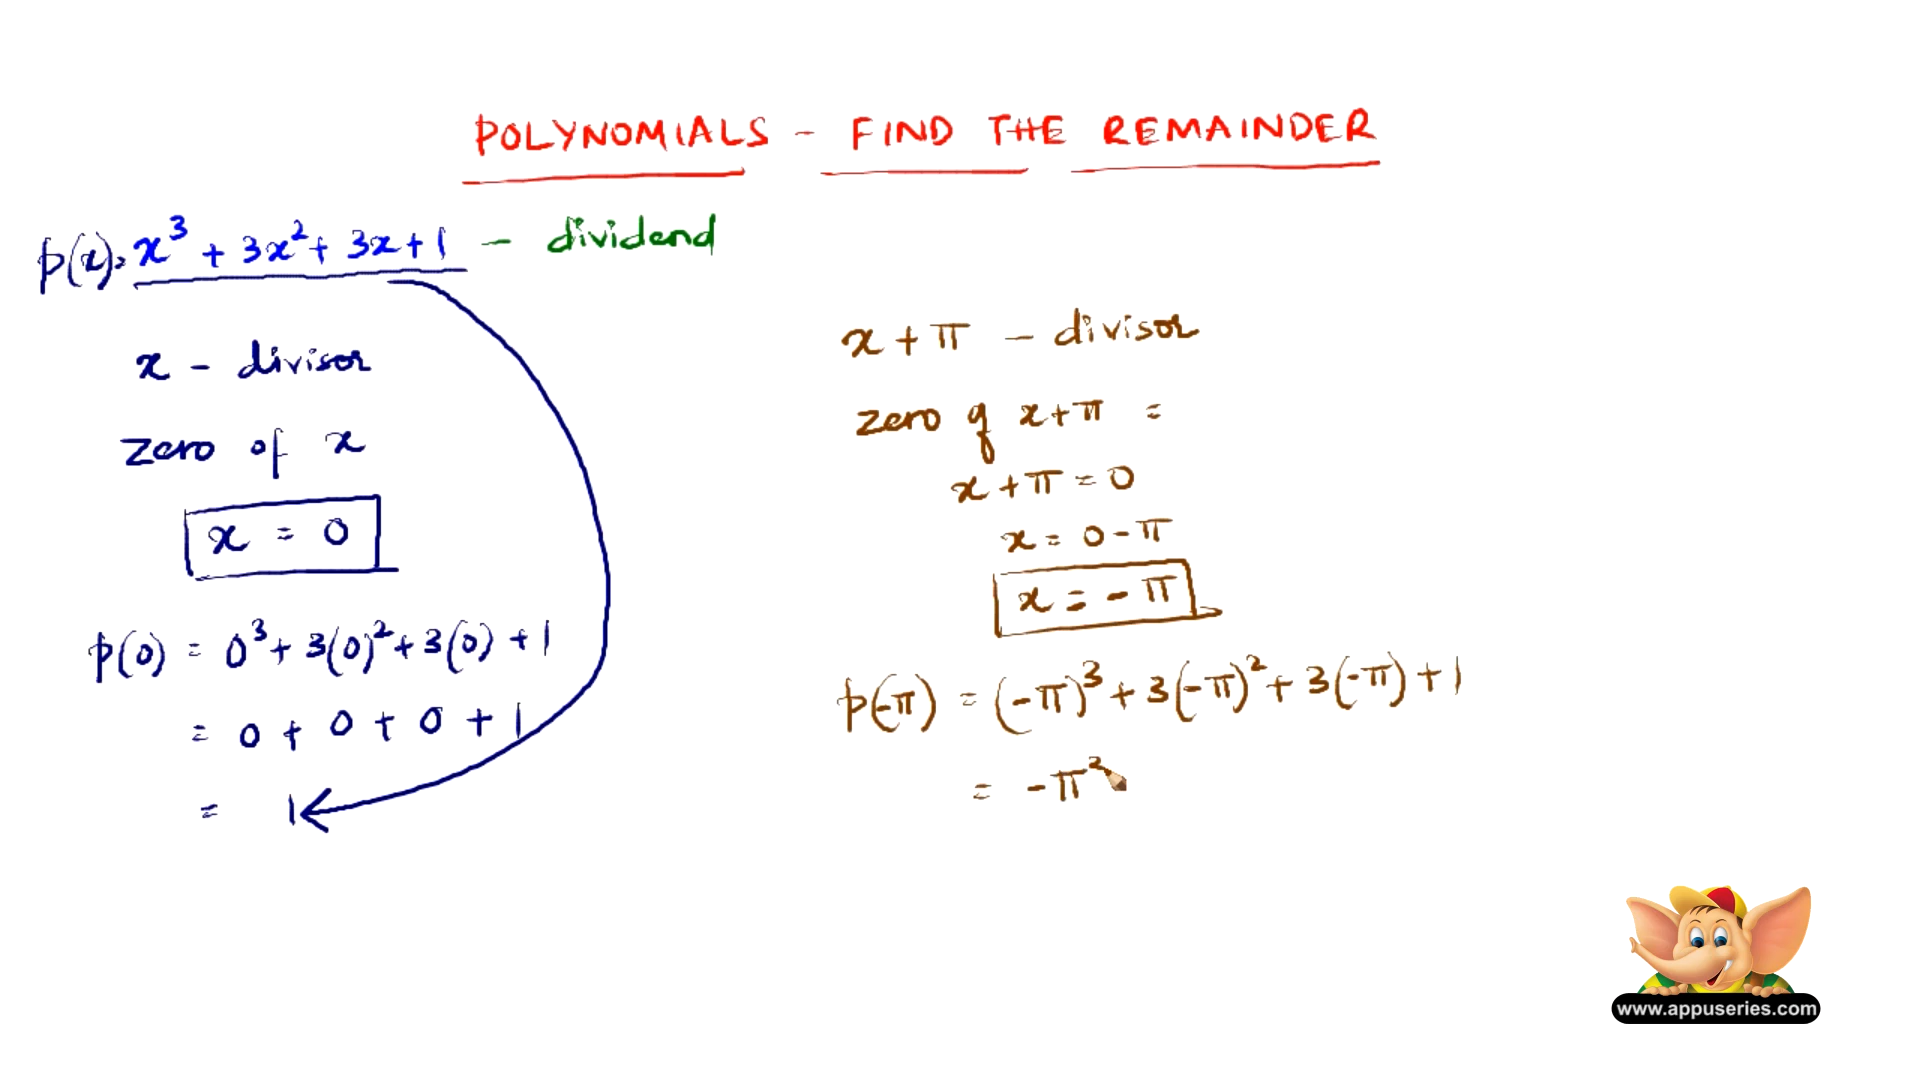 POLYNOMIALS - FIND THE REMAINDER
p(x) = x³ + 3x² + 3x + 1 - dividend
x - divisor
zero of x
x = 0
p(0) = 0³ + 3(0)² + 3(0) + 1
= 0 + 0 + 0 + 1
= 1
x + π - divisor
zero of x + π =
x + π = 0
x = 0 - π
x = - π
p(-π) = (-π)³ + 3(-π)² + 3(-π) + 1
= -π³
www.appuseries.com